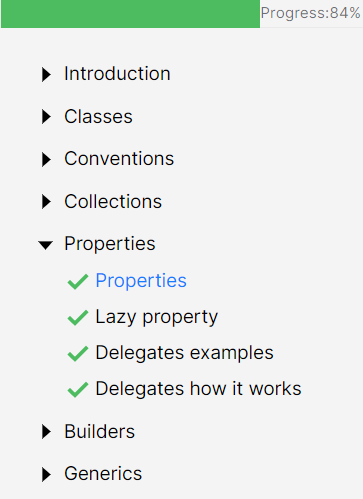 Progress:84%
Introduction
Classes
Conventions
Collections
Properties
Properties
Lazy property
Delegates examples
Delegates how it works
Builders
Generics